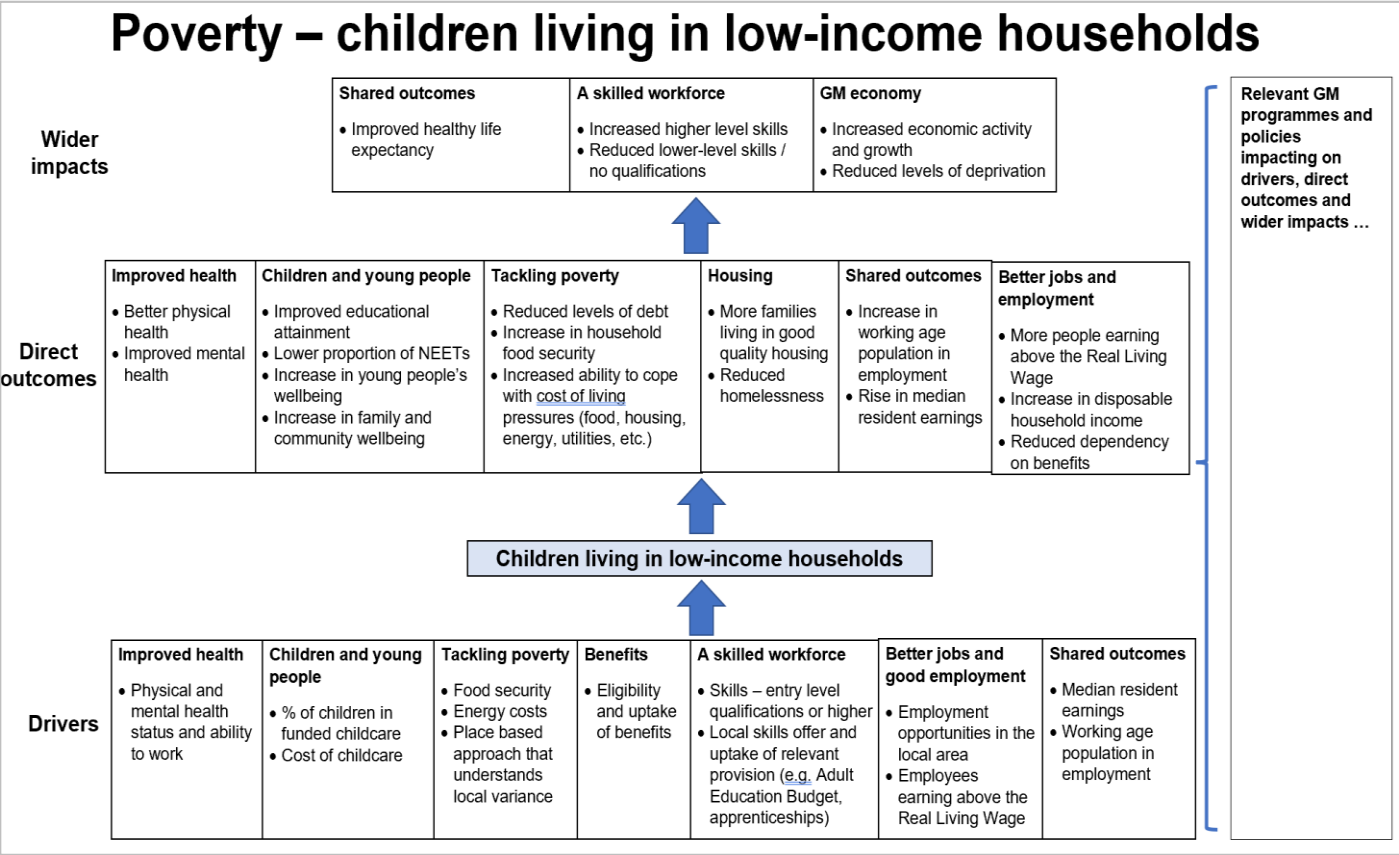 Poverty – children living in low-income households
Wider
impacts
Shared outcomes
• Improved healthy life
expectancy
A skilled workforce
• Increased higher level skills
• Reduced lower-level skills /
no qualifications
GM economy
• Increased economic activity
and growth
• Reduced levels of deprivation
Relevant GM
programmes and
policies
impacting on
drivers, direct
outcomes and
wider impacts …
Direct
outcomes
Improved health
• Better physical
health
• Improved mental
health
Children and young people
• Improved educational
attainment
• Lower proportion of NEETs
• Increase in young people’s
wellbeing
• Increase in family and
community wellbeing
Tackling poverty
• Reduced levels of debt
• Increase in household
food security
• Increased ability to cope
with cost of living
pressures (food, housing,
energy, utilities, etc.)
Housing
• More families
living in good
quality housing
• Reduced
homelessness
Shared outcomes
• Increase in
working age
population in
employment
• Rise in median
resident earnings
Better jobs and
employment
• More people earning
above the Real Living
Wage
• Increase in disposable
household income
• Reduced dependency
on benefits
Children living in low-income households
Drivers
Improved health
• Physical and
mental health
status and ability
to work
Children and young
people
• % of children in
funded childcare
• Cost of childcare
Tackling poverty
• Food security
• Energy costs
• Place based
approach that
understands
local variance
Benefits
• Eligibility
and uptake
of benefits
A skilled workforce
• Skills – entry level
qualifications or higher
• Local skills offer and
uptake of relevant
provision (e.g. Adult
Education Budget,
apprenticeships)
Better jobs and
good employment
• Employment
opportunities in the
local area
• Employees
earning above the
Real Living Wage
Shared outcomes
• Median resident
earnings
• Working age
population in
employment